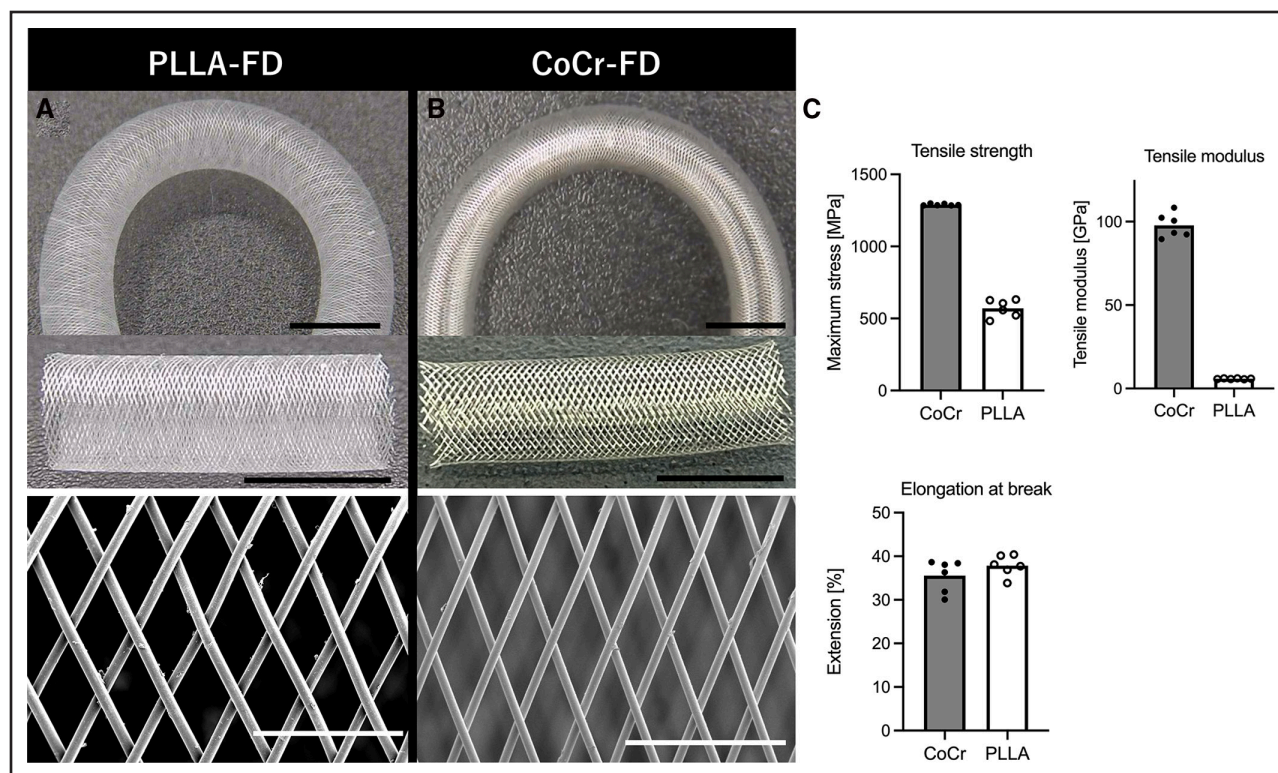 PLLA-FD
CoCr-FD
A
B
C
Tensile strength
Maximum stress [MPa]
1500
1000
500
0
CoCr
PLLA
Tensile modulus
Tensile modulus [GPa]
100
50
0
CoCr
PLLA
Elongation at break
Extension [%]
50
40
30
20
10
0
CoCr
PLLA